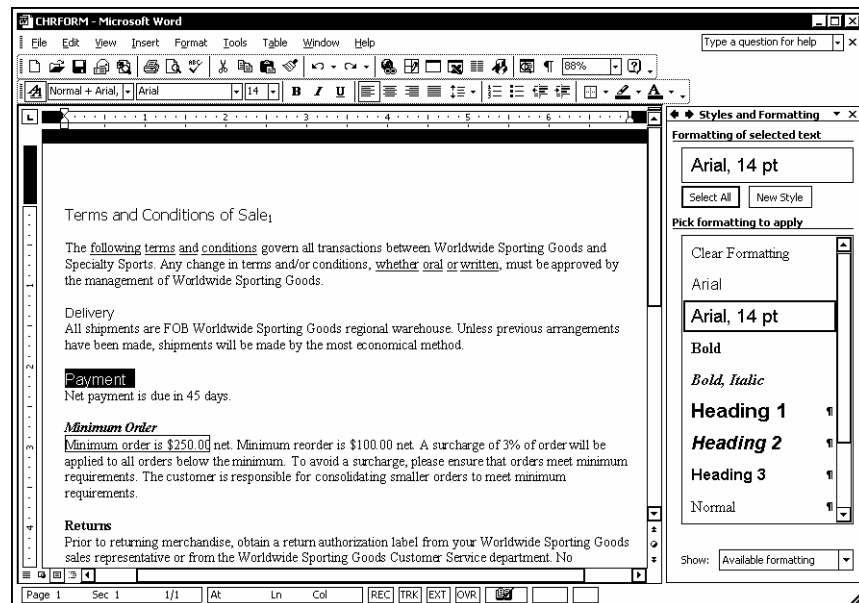 CHRFORM - Microsoft Word
File Edit View Insert Format Tools Table Window Help
Type a question for help
88%
Normal + Arial, Arial 14 B I U A
1 2 3 4 5 6
Styles and Formatting
Formatting of selected text
Arial, 14 pt
Select All New Style
Pick formatting to apply
Clear Formatting
Arial
Arial, 14 pt
Bold
Bold, Italic
Heading 1 ¶
Heading 2 ¶
Heading 3 ¶
Normal ¶
Show: Available formatting
Terms and Conditions of Sale1
The following terms and conditions govern all transactions between Worldwide Sporting Goods and
Specialty Sports. Any change in terms and/or conditions, whether oral or written, must be approved by
the management of Worldwide Sporting Goods.
Delivery
All shipments are FOB Worldwide Sporting Goods regional warehouse. Unless previous arrangements
have been made, shipments will be made by the most economical method.
Payment
Net payment is due in 45 days.
Minimum Order
Minimum order is $250.00 net. Minimum reorder is $100.00 net. A surcharge of 3% of order will be
applied to all orders below the minimum. To avoid a surcharge, please ensure that orders meet minimum
requirements. The customer is responsible for consolidating smaller orders to meet minimum
requirements.
Returns
Prior to returning merchandise, obtain a return authorization label from your Worldwide Sporting Goods
sales representative or from the Worldwide Sporting Goods Customer Service department. No
1
2
3
4
Page 1 Sec 1 1/1 At Ln Col REC TRK EXT OVR